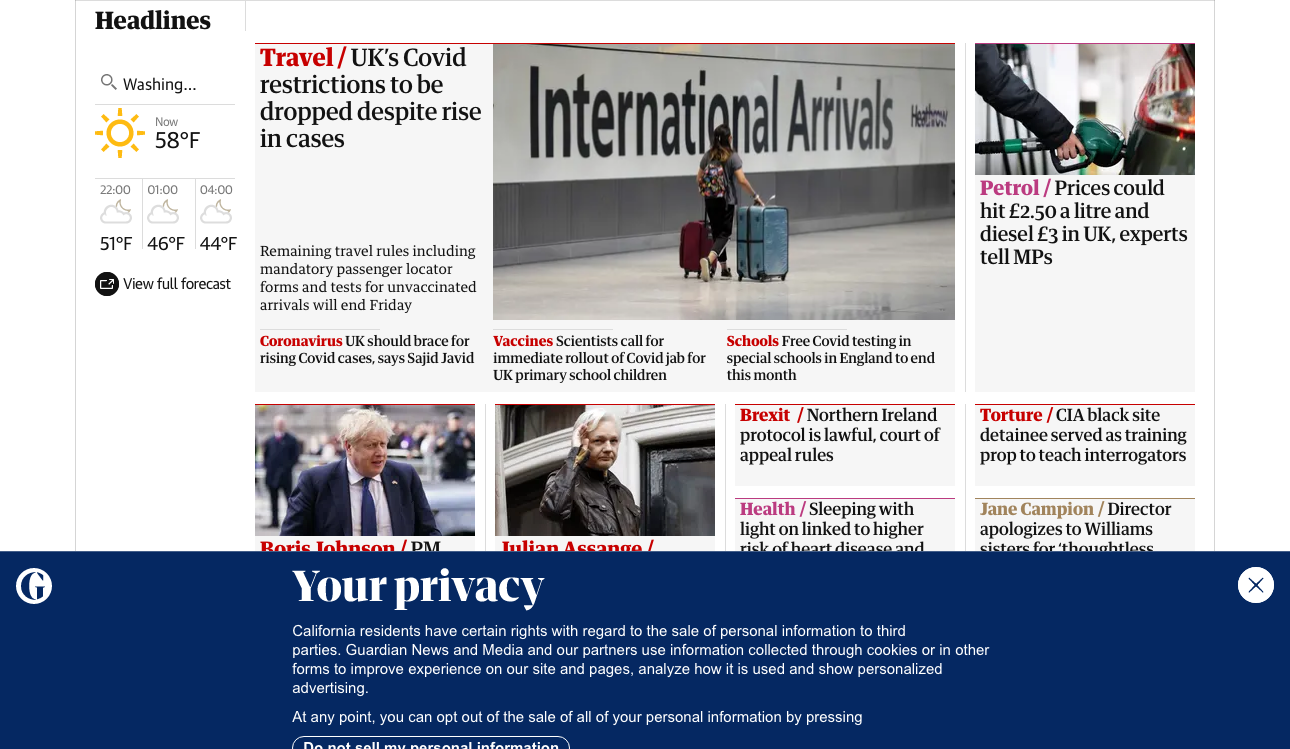 Headlines
Washing...
Now
58°F
22:00
01:00
04:00
51°F
46°F
44°F
View full forecast
Travel / UK’s Covid
restrictions to be
dropped despite rise
in cases
Remaining travel rules including
mandatory passenger locator
forms and tests for unvaccinated
arrivals will end Friday
International Arrivals
Heathrow
Coronavirus UK should brace for
rising Covid cases, says Sajid Javid
Vaccines Scientists call for
immediate rollout of Covid jab for
UK primary school children
Schools Free Covid testing in
special schools in England to end
this month
Petrol / Prices could
hit £2.50 a litre and
diesel £3 in UK, experts
tell MPs
Boris Johnson / PM
Julian Assange /
Brexit / Northern Ireland
protocol is lawful, court of
appeal rules
Health / Sleeping with
light on linked to higher
risk of heart disease and
Torture / CIA black site
detainee served as training
prop to teach interrogators
Jane Campion / Director
apologizes to Williams
sisters for ‘thoughtless
Your privacy
California residents have certain rights with regard to the sale of personal information to third
parties. Guardian News and Media and our partners use information collected through cookies or in other
forms to improve experience on our site and pages, analyze how it is used and show personalized
advertising.
At any point, you can opt out of the sale of all of your personal information by pressing
Do not sell my personal information